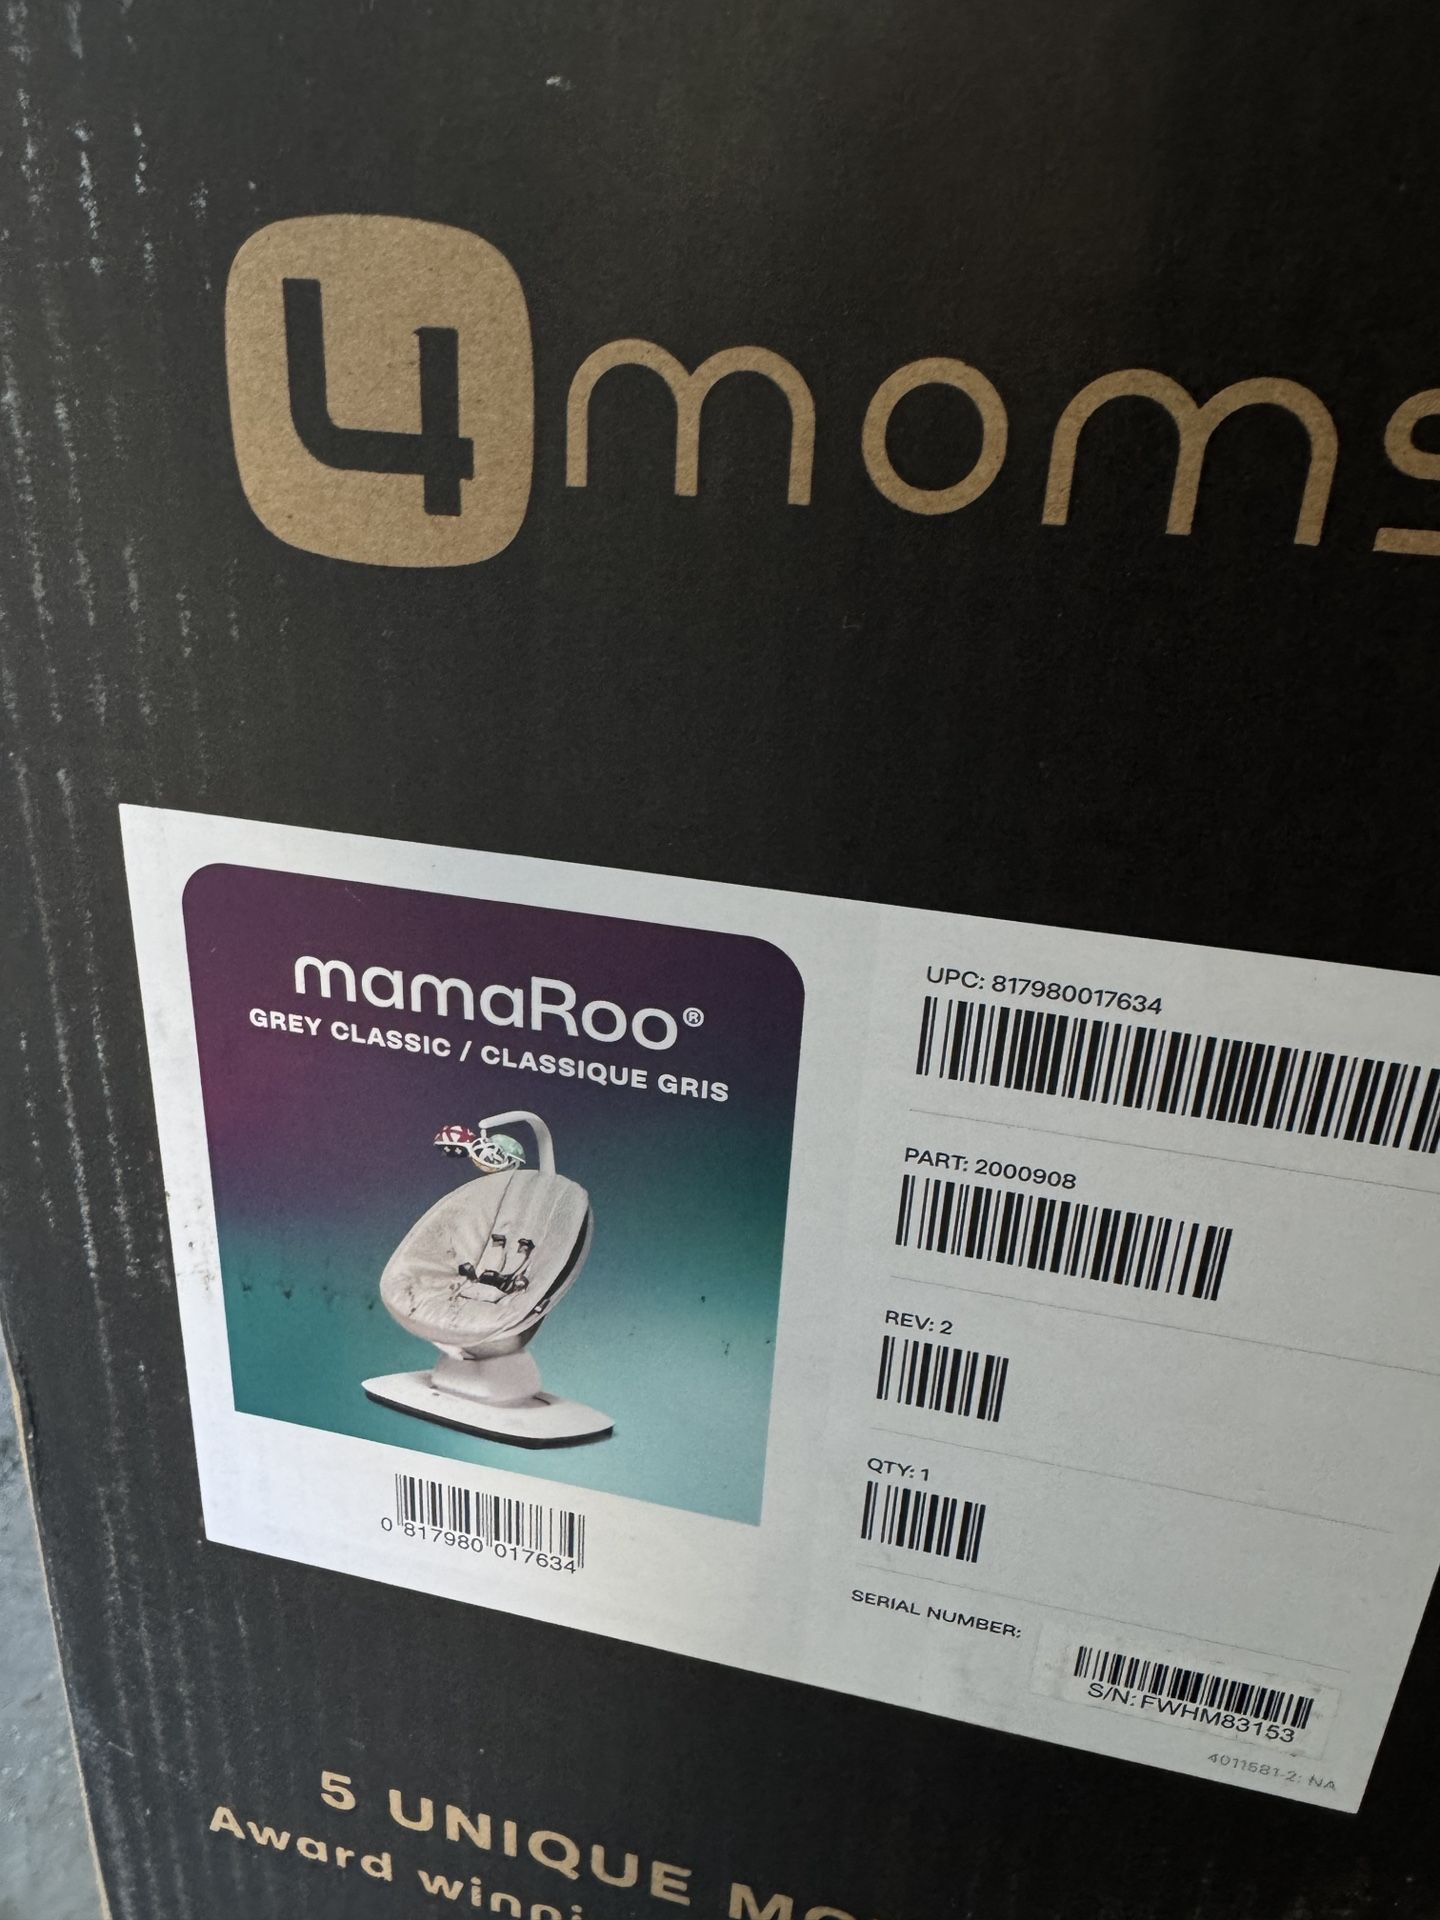 4moms
mamaRoo®
GREY CLASSIC / CLASSIQUE GRIS
0 817980 017634
UPC: 817980017634
PART: 2000908
REV: 2
QTY: 1
SERIAL NUMBER:
S/N: FWHM83153
4011581-2: NA
5 UNIQUE
Award